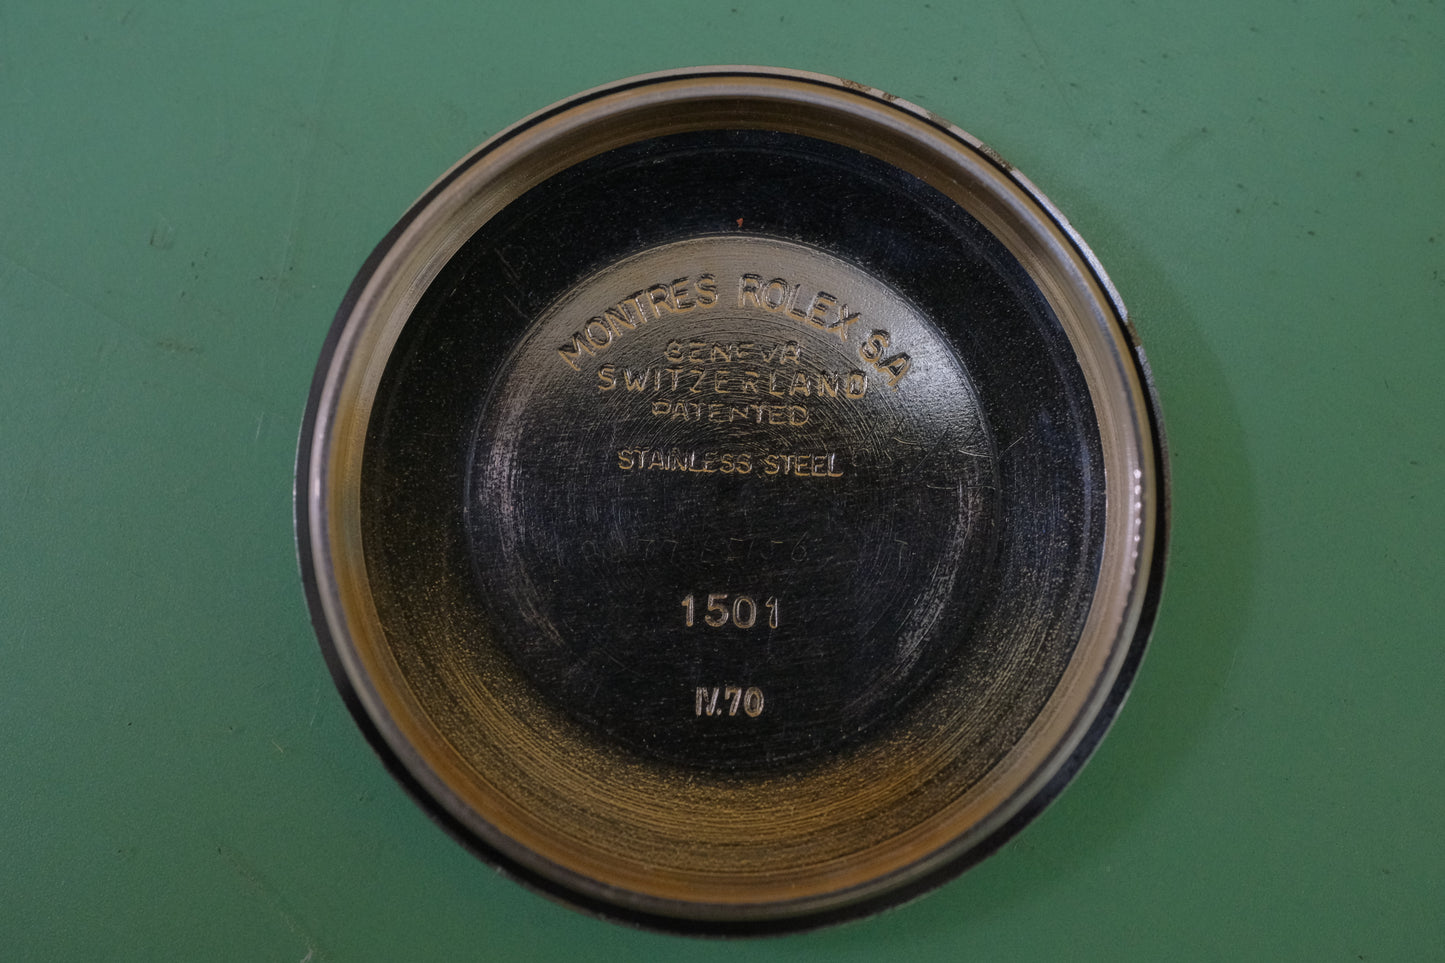 MONTRES ROLEX SA
GENEVA
SWITZERLAND
PATENTED
STAINLESS STEEL
1501
IV.70